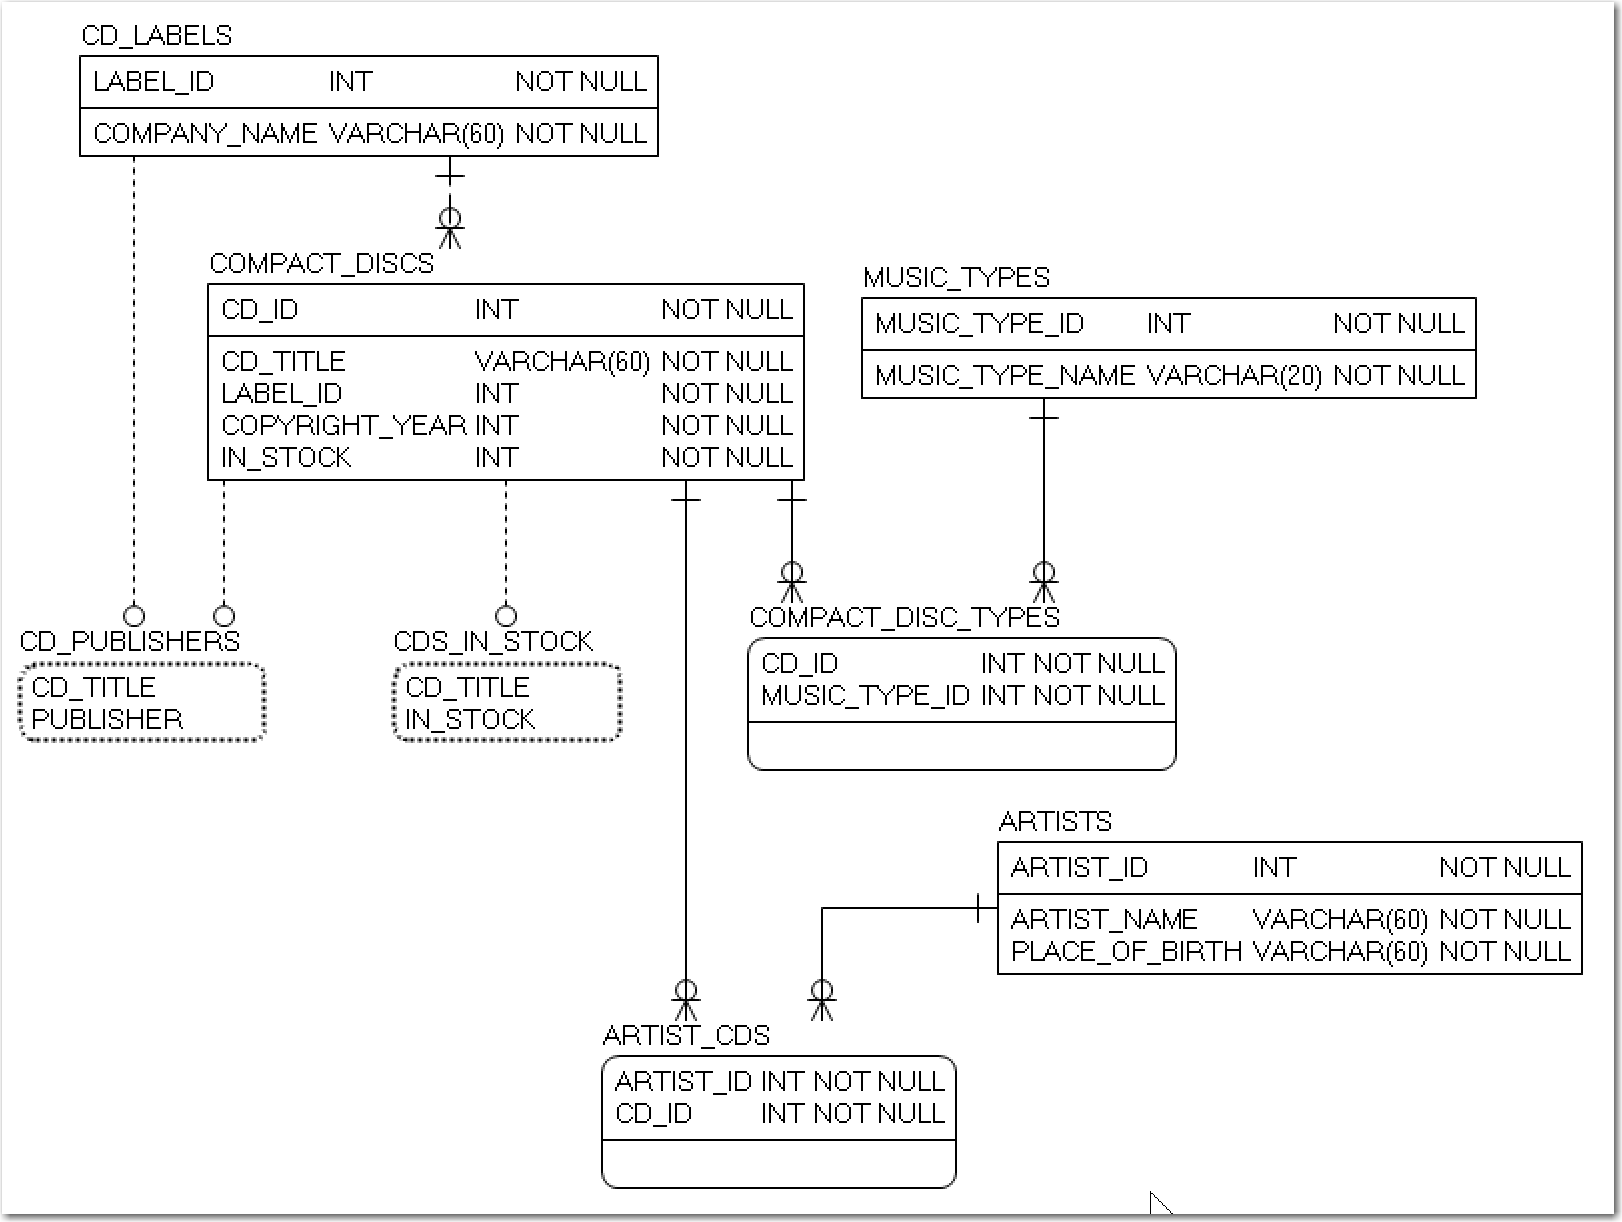 CD_LABELS
LABEL_ID INT NOT NULL
COMPANY_NAME VARCHAR(60) NOT NULL
COMPACT_DISCS
CD_ID INT NOT NULL
CD_TITLE VARCHAR(60) NOT NULL
LABEL_ID INT NOT NULL
COPYRIGHT_YEAR INT NOT NULL
IN_STOCK INT NOT NULL
MUSIC_TYPES
MUSIC_TYPE_ID INT NOT NULL
MUSIC_TYPE_NAME VARCHAR(20) NOT NULL
CD_PUBLISHERS
CD_TITLE
PUBLISHER
CDS_IN_STOCK
CD_TITLE
IN_STOCK
COMPACT_DISC_TYPES
CD_ID INT NOT NULL
MUSIC_TYPE_ID INT NOT NULL
ARTISTS
ARTIST_ID INT NOT NULL
ARTIST_NAME VARCHAR(60) NOT NULL
PLACE_OF_BIRTH VARCHAR(60) NOT NULL
ARTIST_CDS
ARTIST_ID INT NOT NULL
CD_ID INT NOT NULL